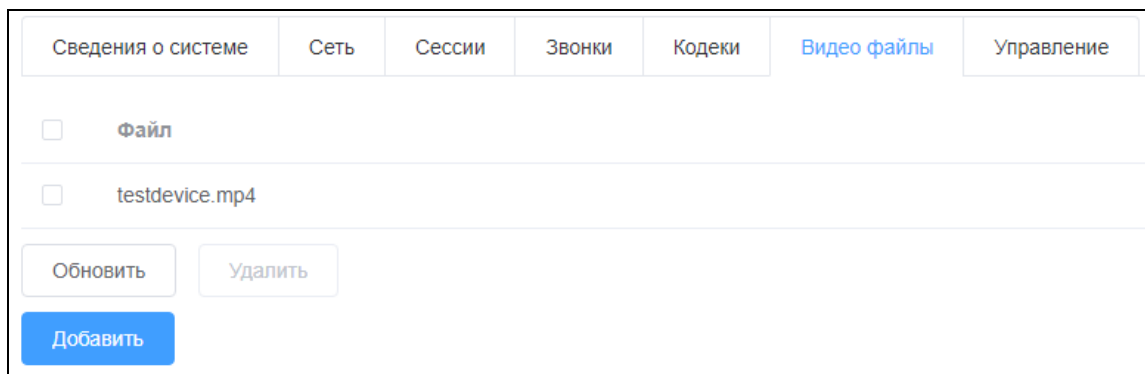 Сведения о системе Сеть Сессии Звонки Кодеки Видео файлы Управление
Файл
testdevice.mp4
Обновить Удалить
Добавить